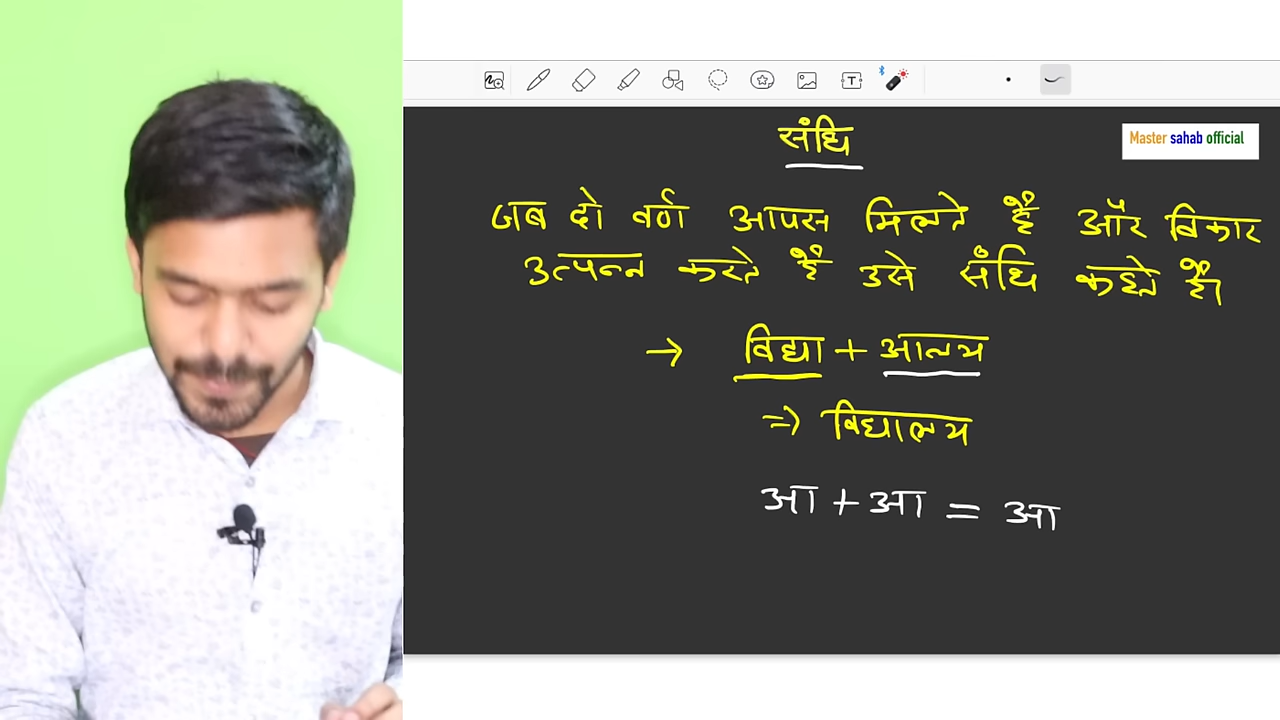 संधि
Master sahab official
जब दो वर्ण आपस मिलते हैं और विकार
उत्पन्न करते हैं उसे संधि कहते हैं।
→ विद्या + आलय
⇒ विद्यालय
आ + आ = आ